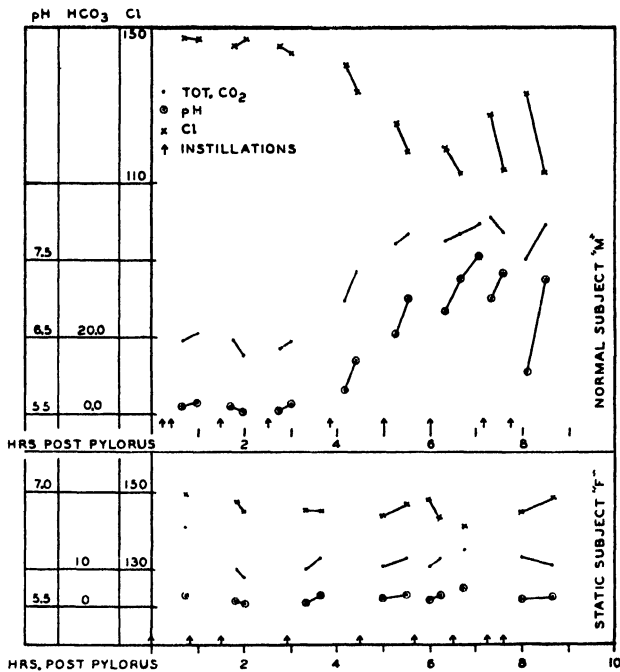 pH HCO3 Cl
150
· TOT, CO2
⊙ pH
x Cl
↑ INSTILLATIONS
110
7.5
6.5 20.0
5.5 0.0
NORMAL SUBJECT "M"
HRS POST PYLORUS 2 4 6 8
7.0 150
10 130
5.5 0
STATIC SUBJECT "F"
HRS. POST PYLORUS 2 4 6 8 10